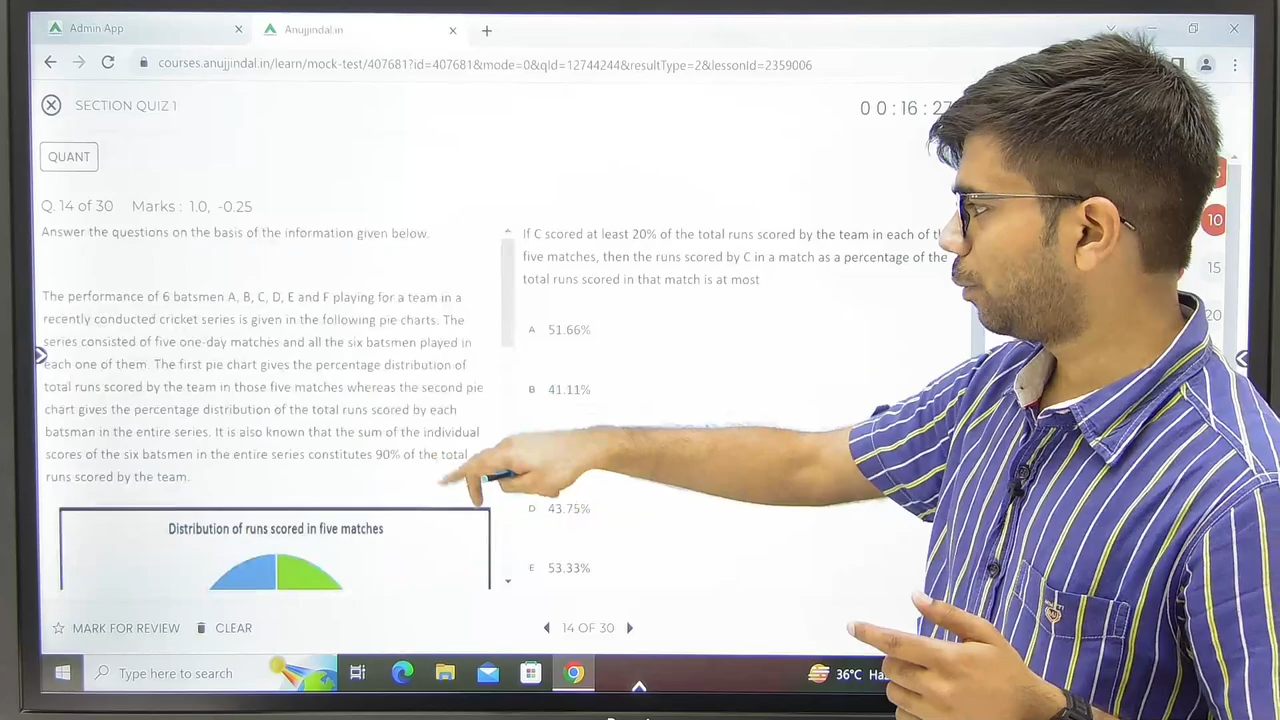 Admin App
Anujjindal.in
courses.anujjindal.in/learn/mock-test/407681?id=407681&mode=0&qId=12744244&resultType=2&lessonId=2359006
SECTION QUIZ 1
00:16:27
QUANT
Q. 14 of 30 Marks : 1.0, -0.25
Answer the questions on the basis of the information given below.
The performance of 6 batsmen A, B, C, D, E and F playing for a team in a
recently conducted cricket series is given in the following pie charts. The
series consisted of five one-day matches and all the six batsmen played in
each one of them. The first pie chart gives the percentage distribution of
total runs scored by the team in those five matches whereas the second pie
chart gives the percentage distribution of the total runs scored by each
batsman in the entire series. It is also known that the sum of the individual
scores of the six batsmen in the entire series constitutes 90% of the total
runs scored by the team.
Distribution of runs scored in five matches
If C scored at least 20% of the total runs scored by the team in each of
five matches, then the runs scored by C in a match as a percentage of the
total runs scored in that match is at most
A 51.66%
B 41.11%
D 43.75%
E 53.33%
10
15
20
MARK FOR REVIEW
CLEAR
14 OF 30
Type here to search
36°C